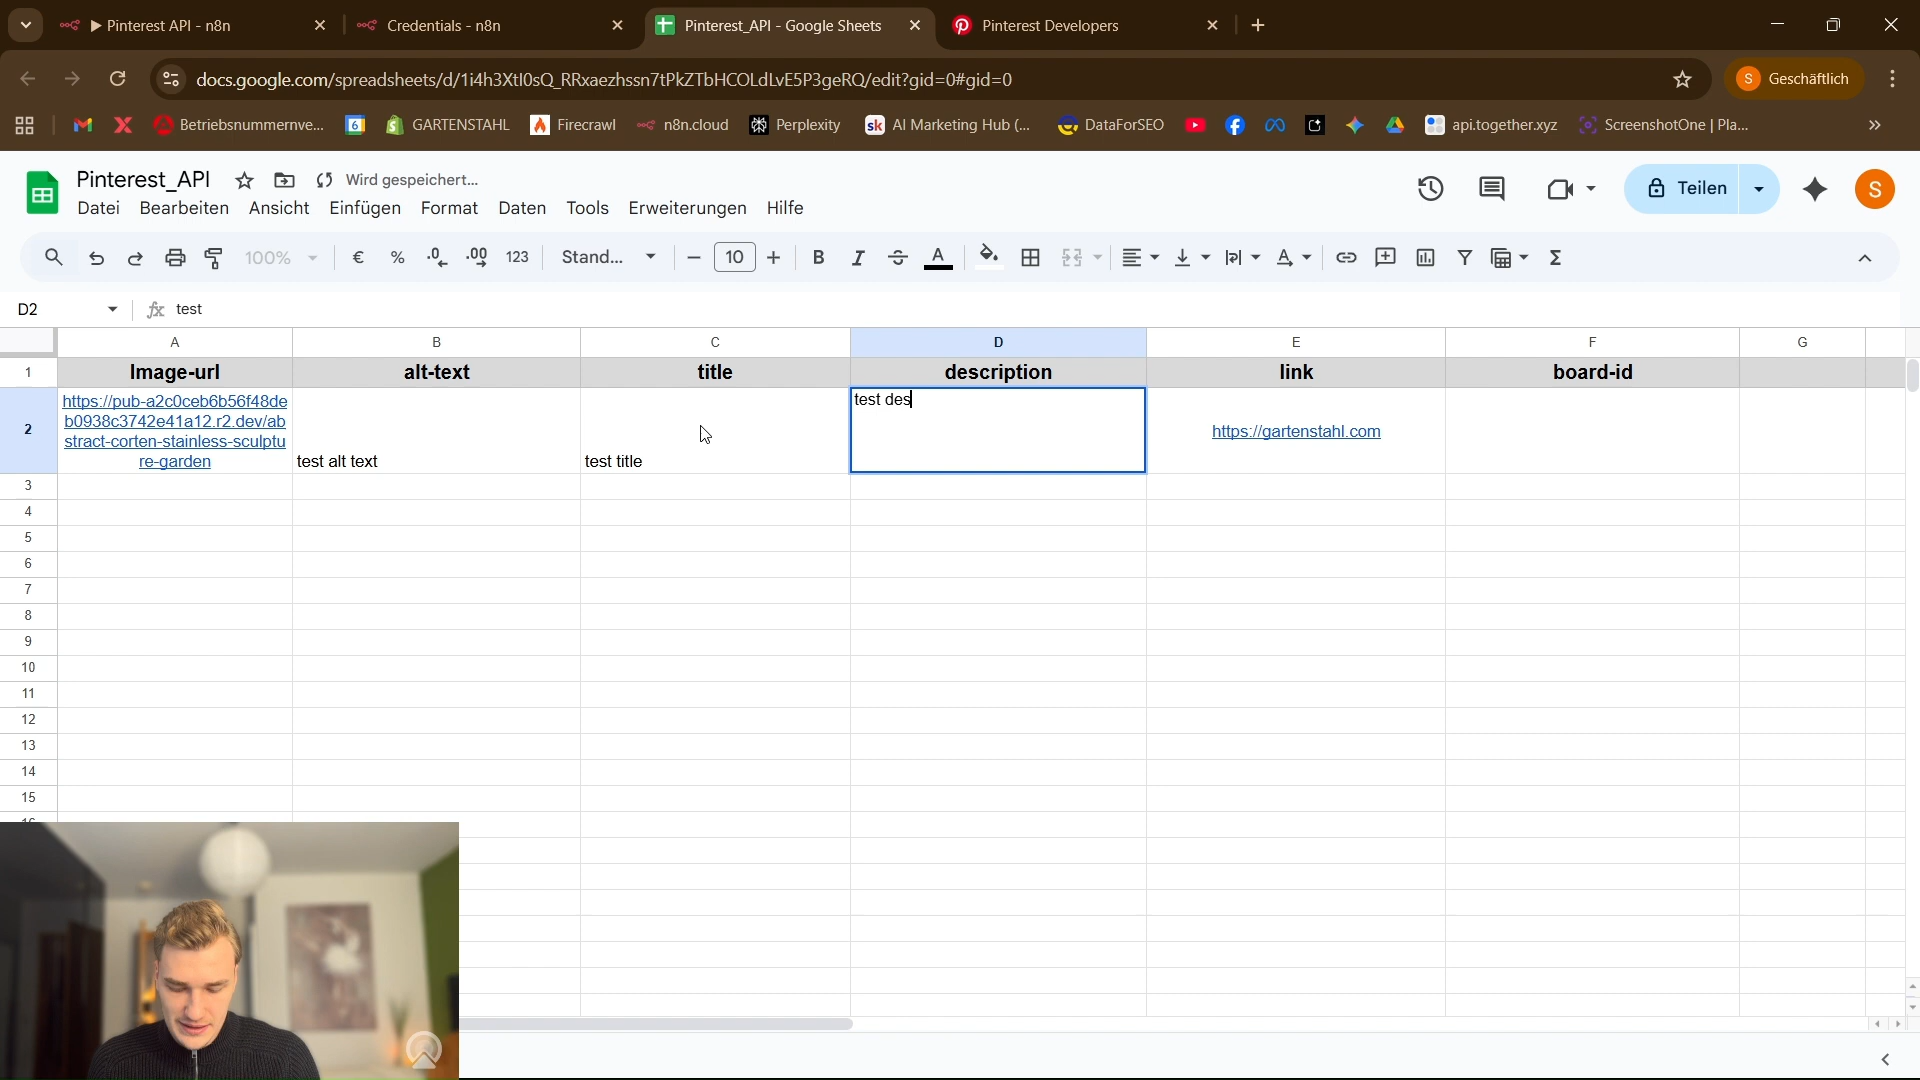 ▶ Pinterest API - n8n
Credentials - n8n
Pinterest_API - Google Sheets
Pinterest Developers
docs.google.com/spreadsheets/d/1i4h3XtI0sQ_RRxaezhssn7tPkZTbHCOLdLvE5P3geRQ/edit?gid=0#gid=0
S Geschäftlich
Betriebsnummernve...
6
GARTENSTAHL
Firecrawl
n8n.cloud
Perplexity
sk AI Marketing Hub (...
DataForSEO
api.together.xyz
ScreenshotOne | Pla...
»
Pinterest_API
Wird gespeichert...
Teilen
S
Datei Bearbeiten Ansicht Einfügen Format Daten Tools Erweiterungen Hilfe
100% € % .0 .00 123 Stand... − 10 + B I S A Σ
D2 fx test
A B C D E F G
1 Image-url alt-text title description link board-id
2 https://pub-a2c0ceb6b56f48de
b0938c3742e41a12.r2.dev/ab
stract-corten-stainless-sculptu
re-garden
test alt text
test title
test des
https://gartenstahl.com
3
4
5
6
7
8
9
10
11
12
13
14
15